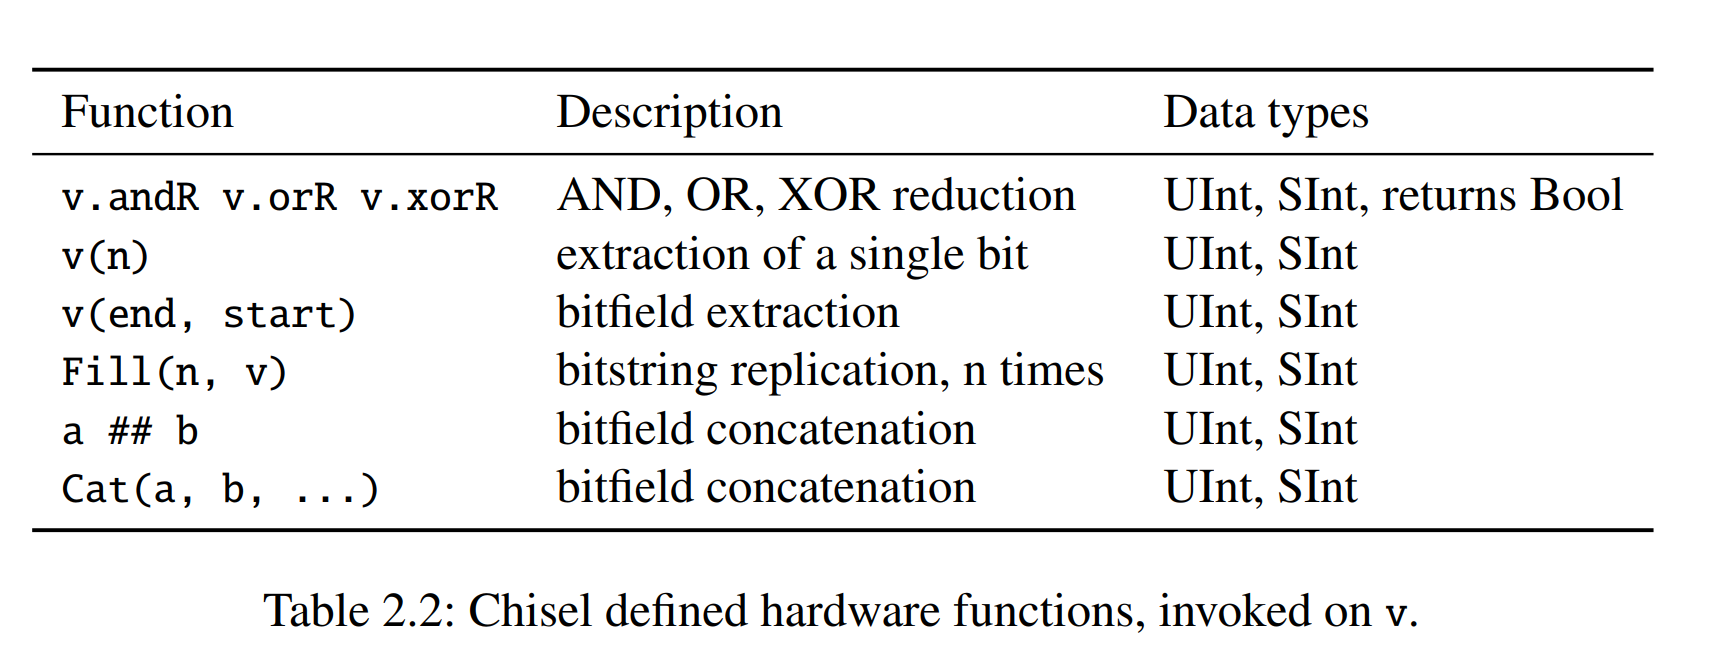 Function Description Data types
v.andR v.orR v.xorR AND, OR, XOR reduction UInt, SInt, returns Bool
v(n) extraction of a single bit UInt, SInt
v(end, start) bitfield extraction UInt, SInt
Fill(n, v) bitstring replication, n times UInt, SInt
a ## b bitfield concatenation UInt, SInt
Cat(a, b, ...) bitfield concatenation UInt, SInt
Table 2.2: Chisel defined hardware functions, invoked on v.